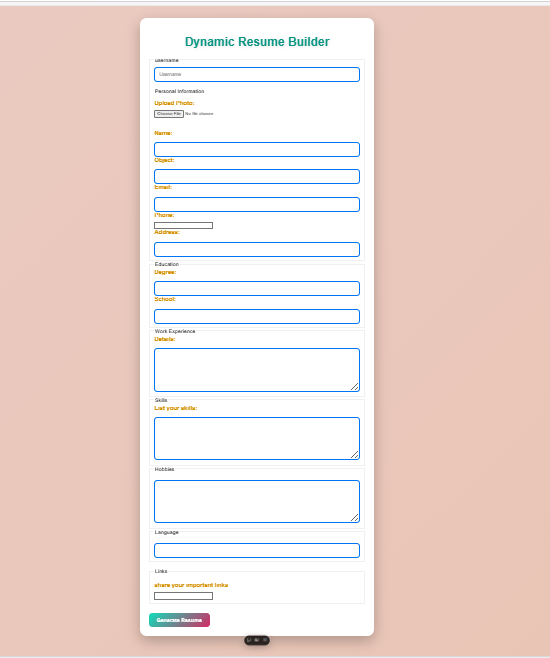 Dynamic Resume Builder
username
Username
Personal Information
Upload Photo:
Choose File No file chosen
Name:
Object:
Email:
Phone:
Address:
Education
Degree:
School:
Work Experience
Details:
Skills
List your skills:
Hobbies
Language
Links
share your important links
Generate Resume